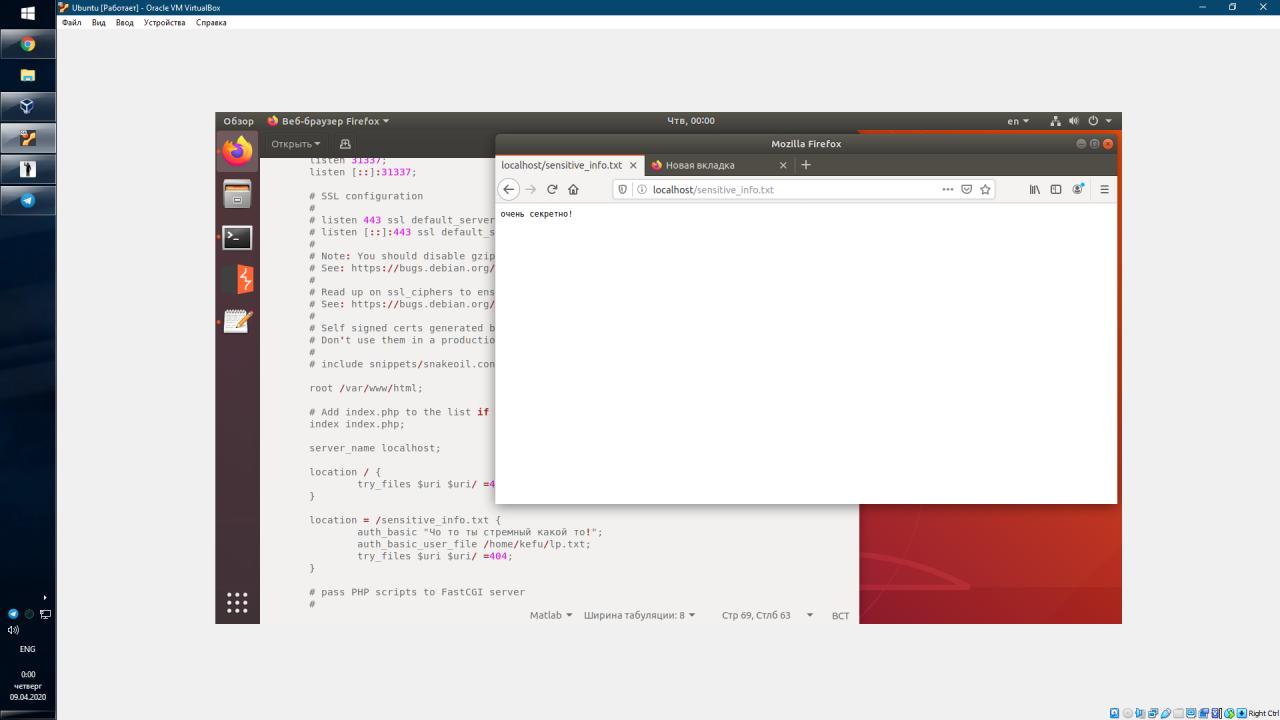 Ubuntu [Работает] - Oracle VM VirtualBox
Файл Вид Ввод Устройства Справка
Обзор Веб-браузер Firefox Чтв, 00:00 en
Открыть
Mozilla Firefox
localhost/sensitive_info.txt Новая вкладка
localhost/sensitive_info.txt
очень секретно!
listen 31337;
listen [::]:31337;
# SSL configuration
#
# listen 443 ssl default_server
# listen [::]:443 ssl default_s
#
# Note: You should disable gzip
# See: https://bugs.debian.org/
#
# Read up on ssl_ciphers to ens
# See: https://bugs.debian.org/
#
# Self signed certs generated b
# Don't use them in a productio
#
# include snippets/snakeoil.con
root /var/www/html;
# Add index.php to the list if
index index.php;
server_name localhost;
location / {
try_files $uri $uri/ =4
}
location = /sensitive_info.txt {
auth_basic "Чо то ты стремный какой то!";
auth_basic_user_file /home/kefu/lp.txt;
try_files $uri $uri/ =404;
}
# pass PHP scripts to FastCGI server
#
Matlab Ширина табуляции: 8 Стр 69, Стлб 63 ВСТ
ENG
0:00
четверг
09.04.2020
Right Ctrl